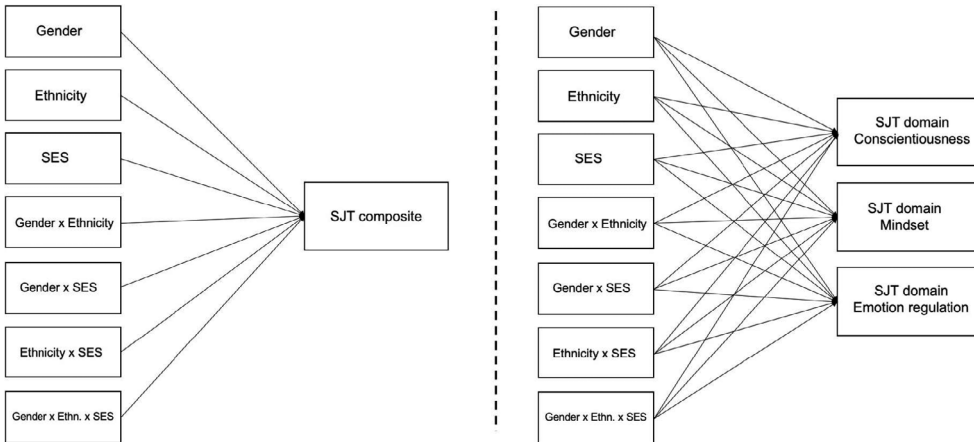 Gender
Ethnicity
SES
Gender x Ethnicity
Gender x SES
Ethnicity x SES
Gender x Ethn. x SES
SJT composite
Gender
Ethnicity
SES
Gender x Ethnicity
Gender x SES
Ethnicity x SES
Gender x Ethn. x SES
SJT domain
Conscientiousness
SJT domain
Mindset
SJT domain
Emotion regulation